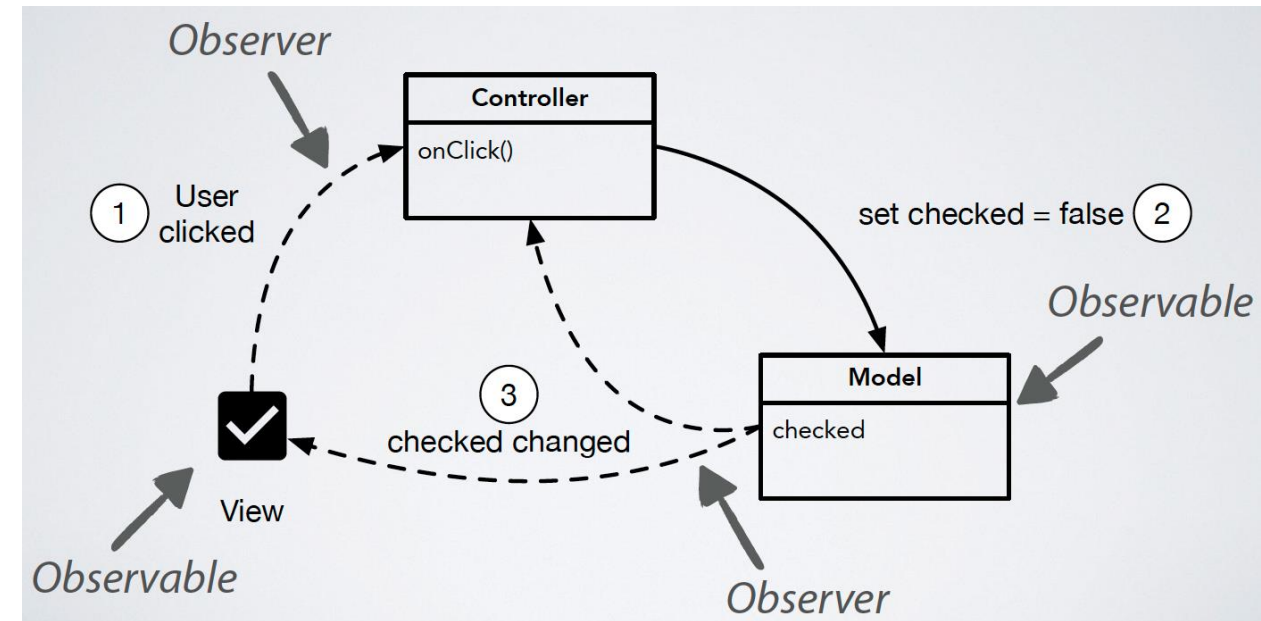 Observer
Controller
onClick()
1
User
clicked
set checked = false
2
Observable
Model
checked
3
checked changed
View
Observable
Observer